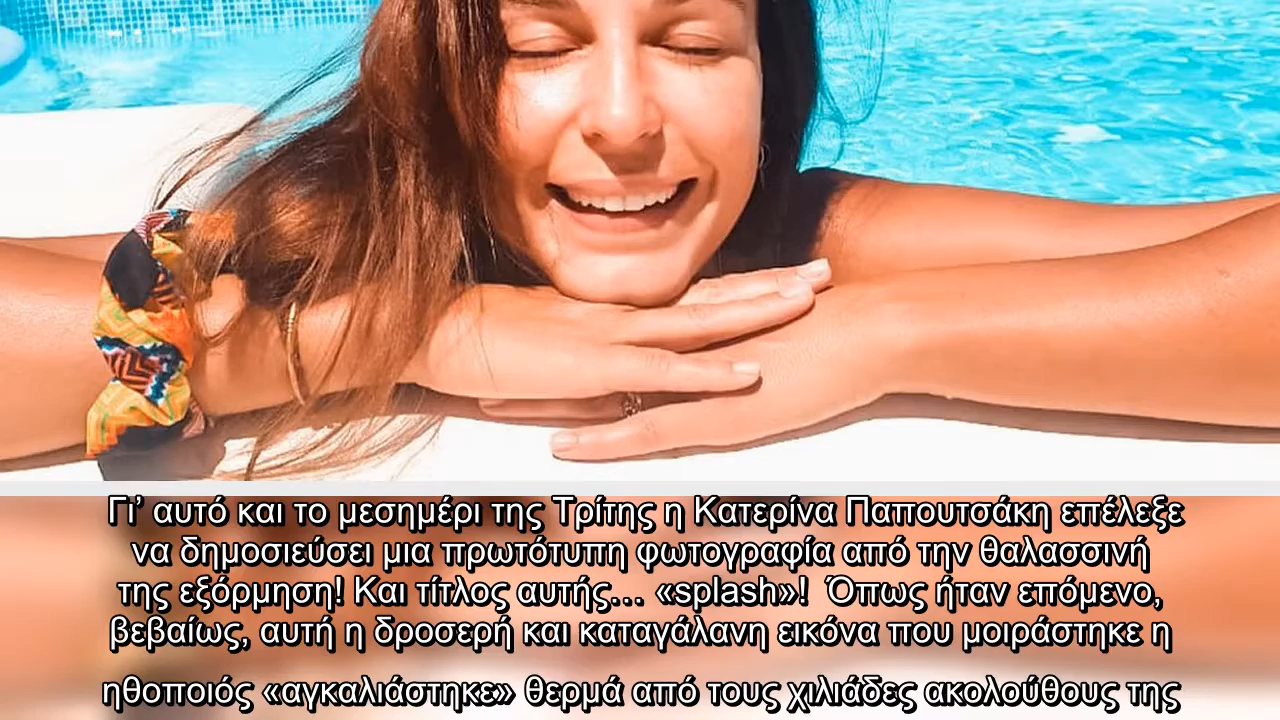 Γι’ αυτό και το μεσημέρι της Τρίτης η Κατερίνα Παπουτσάκη επέλεξε
να δημοσιεύσει μια πρωτότυπη φωτογραφία από την θαλασσινή
της εξόρμηση! Και τίτλος αυτής… «splash»! Όπως ήταν επόμενο,
βεβαίως, αυτή η δροσερή και καταγάλανη εικόνα που μοιράστηκε η
ηθοποιός «αγκαλιάστηκε» θερμά από τους χιλιάδες ακολούθους της